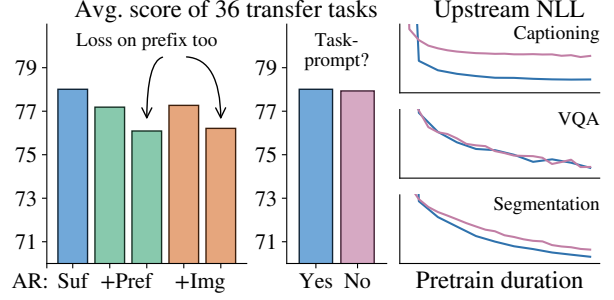 Avg. score of 36 transfer tasks
Loss on prefix too
79
77
75
73
71
AR: Suf +Pref +Img
Task-
prompt?
79
77
75
73
71
Yes No
Upstream NLL
Captioning
VQA
Segmentation
Pretrain duration